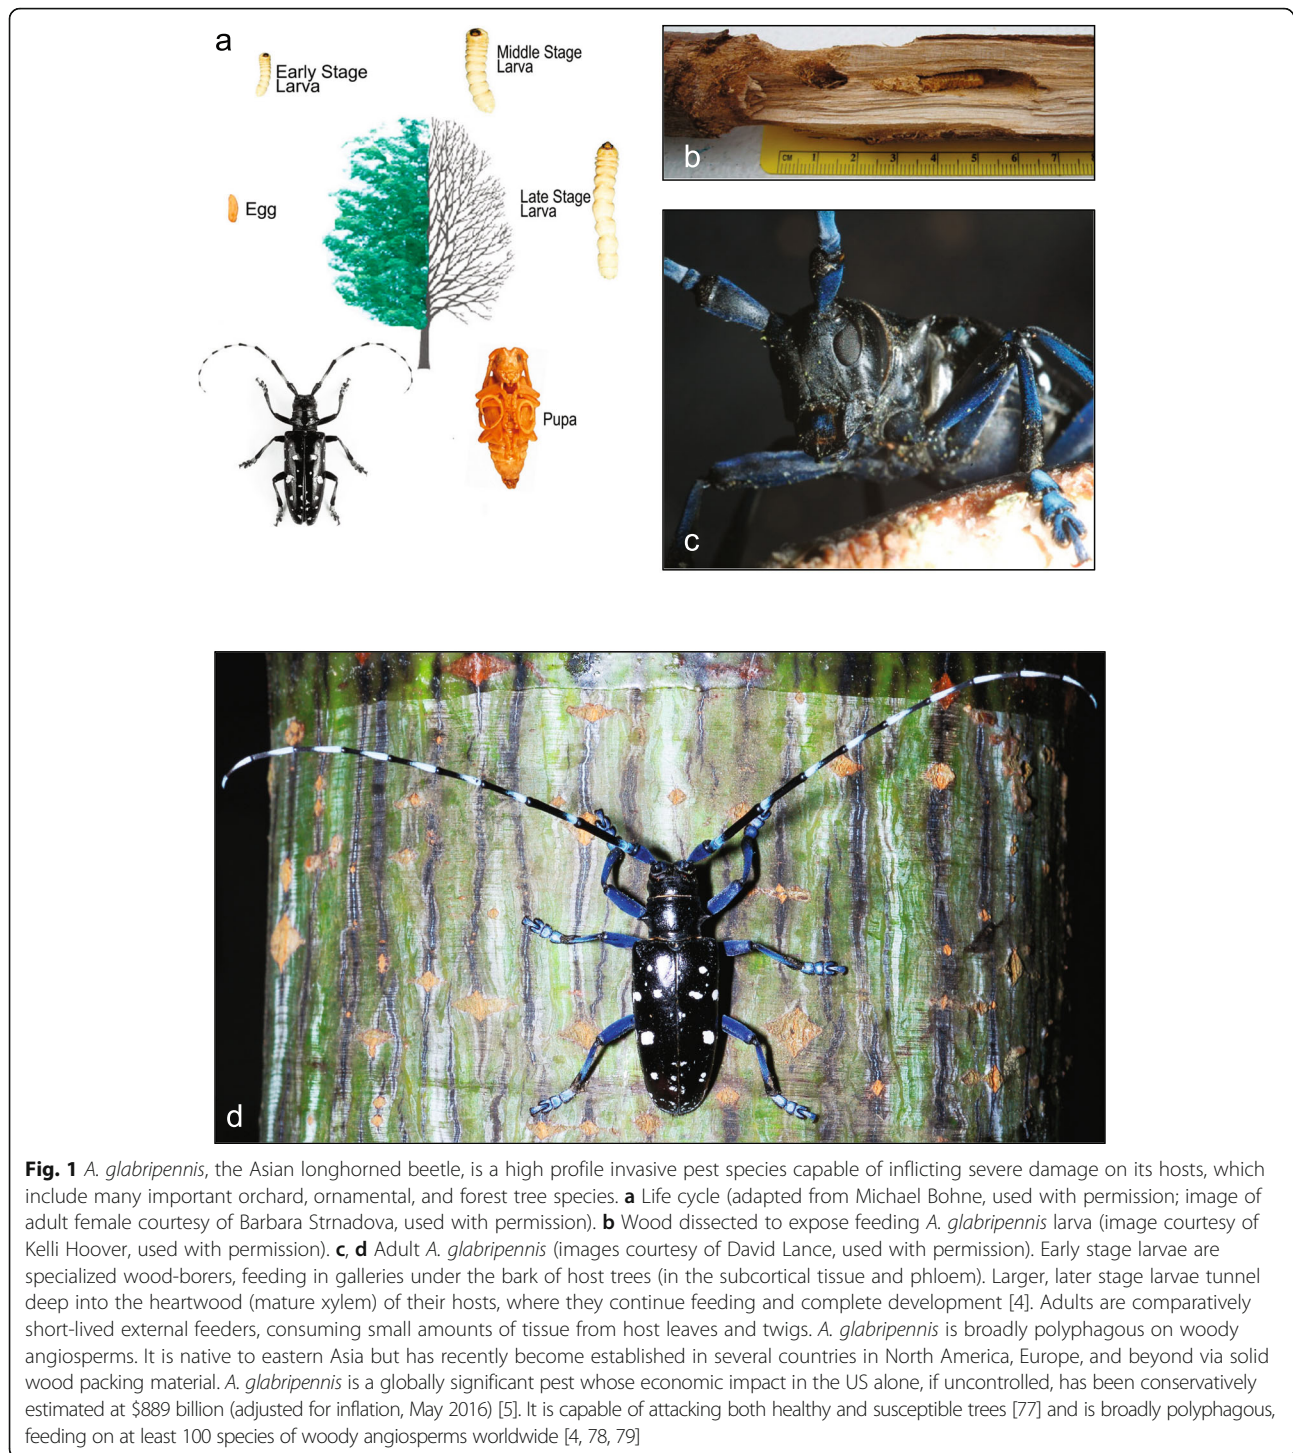 a
Early Stage
Larva
Middle Stage
Larva
Egg
Late Stage
Larva
Pupa
b
CM 1 2 3 4 5 6 7
c
d
Fig. 1 A. glabripennis, the Asian longhorned beetle, is a high profile invasive pest species capable of inflicting severe damage on its hosts, which
include many important orchard, ornamental, and forest tree species. a Life cycle (adapted from Michael Bohne, used with permission; image of
adult female courtesy of Barbara Strnadova, used with permission). b Wood dissected to expose feeding A. glabripennis larva (image courtesy of
Kelli Hoover, used with permission). c, d Adult A. glabripennis (images courtesy of David Lance, used with permission). Early stage larvae are
specialized wood-borers, feeding in galleries under the bark of host trees (in the subcortical tissue and phloem). Larger, later stage larvae tunnel
deep into the heartwood (mature xylem) of their hosts, where they continue feeding and complete development [4]. Adults are comparatively
short-lived external feeders, consuming small amounts of tissue from host leaves and twigs. A. glabripennis is broadly polyphagous on woody
angiosperms. It is native to eastern Asia but has recently become established in several countries in North America, Europe, and beyond via solid
wood packing material. A. glabripennis is a globally significant pest whose economic impact in the US alone, if uncontrolled, has been conservatively
estimated at $889 billion (adjusted for inflation, May 2016) [5]. It is capable of attacking both healthy and susceptible trees [77] and is broadly polyphagous,
feeding on at least 100 species of woody angiosperms worldwide [4, 78, 79]